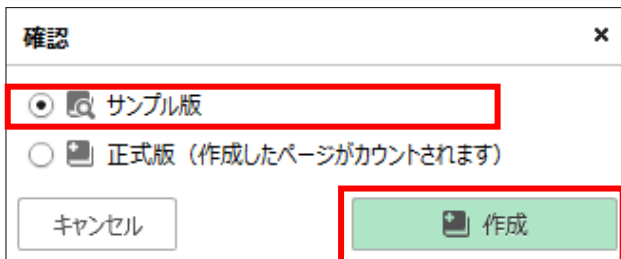 確認
サンプル版
正式版（作成したページがカウントされます）
キャンセル
作成